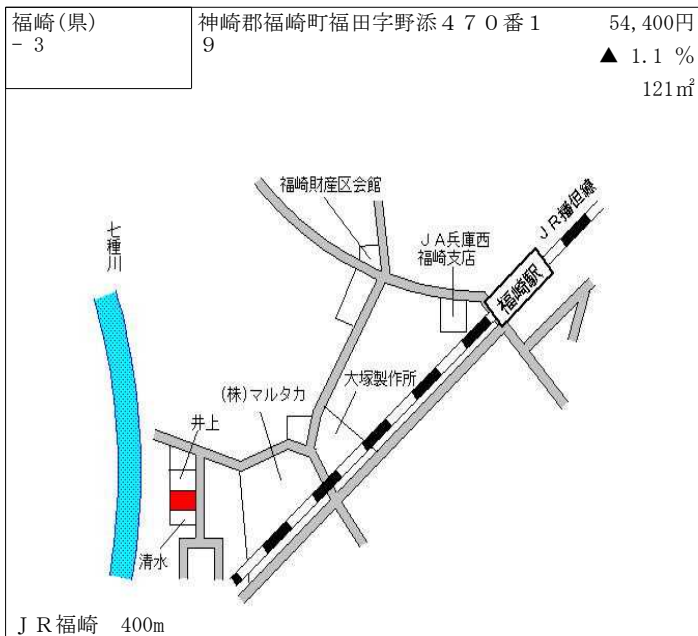 福崎(県)
- 3
神崎郡福崎町福田字野添４７０番１
９
54,400円
▲ 1.1 %
121㎡
福崎財産区会館
ＪＡ兵庫西
福崎支店
ＪＲ播但線
福崎駅
七種川
大塚製作所
(株)マルタカ
井上
清水
ＪＲ福崎　400m